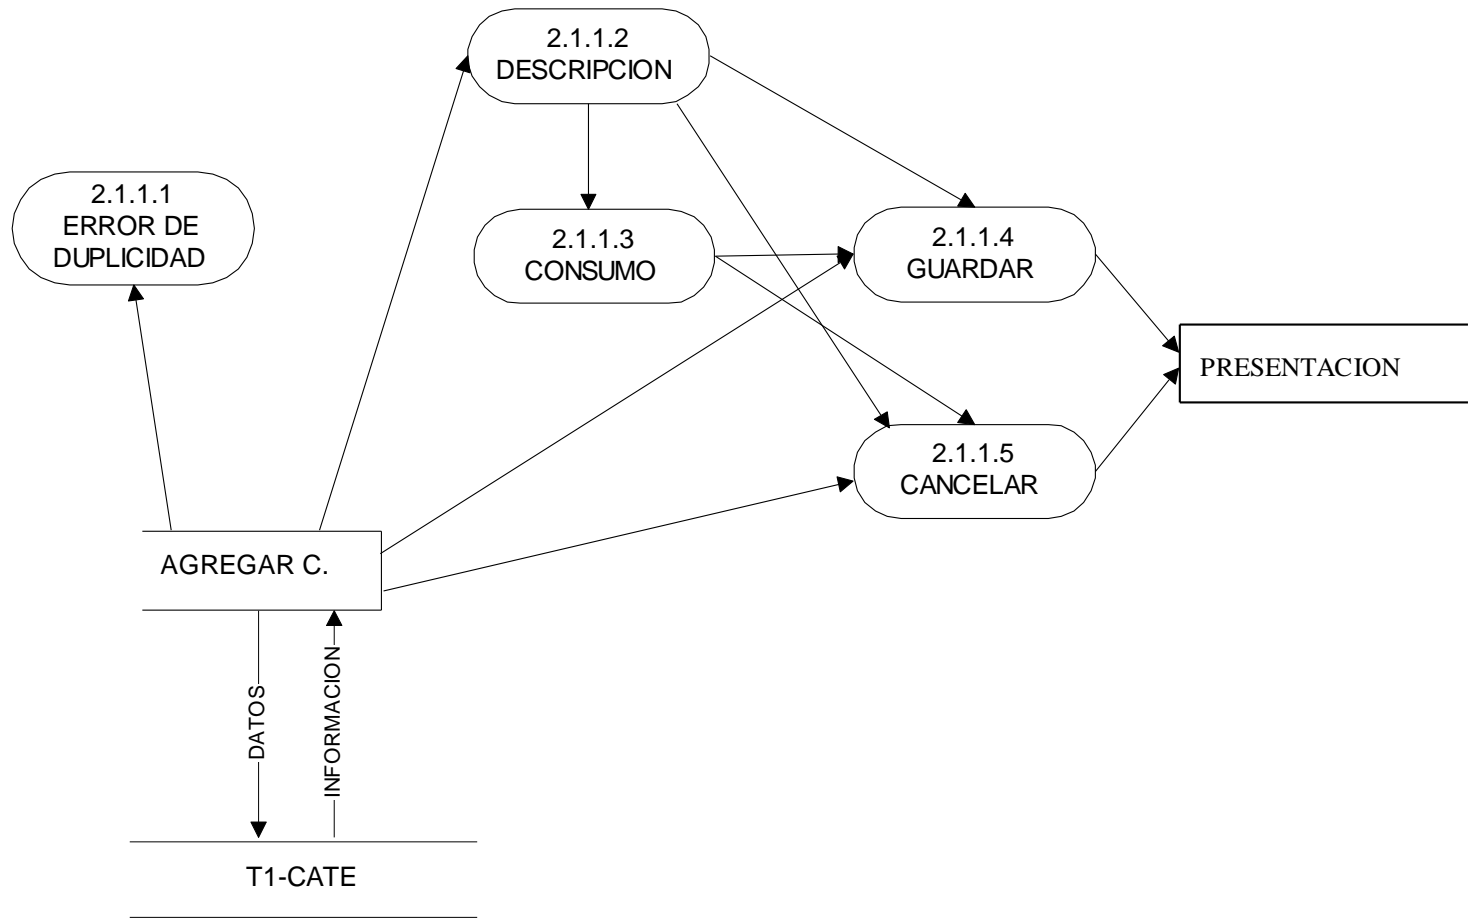 2.1.1.2
DESCRIPCION
2.1.1.1
ERROR DE
DUPLICIDAD
2.1.1.3
CONSUMO
2.1.1.4
GUARDAR
PRESENTACION
2.1.1.5
CANCELAR
AGREGAR C.
DATOS
INFORMACION
T1-CATE